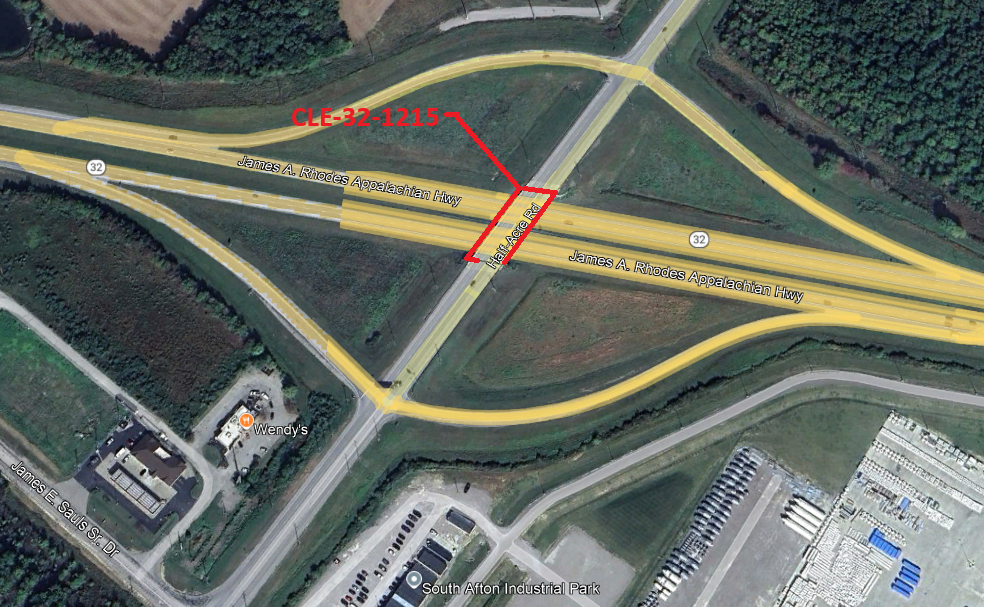 CLE-32-1215
32
James A. Rhodes Appalachian Hwy
Half Acre Rd
32
James A. Rhodes Appalachian Hwy
Wendy's
James E. Sauls Sr. Dr
South Afton Industrial Park